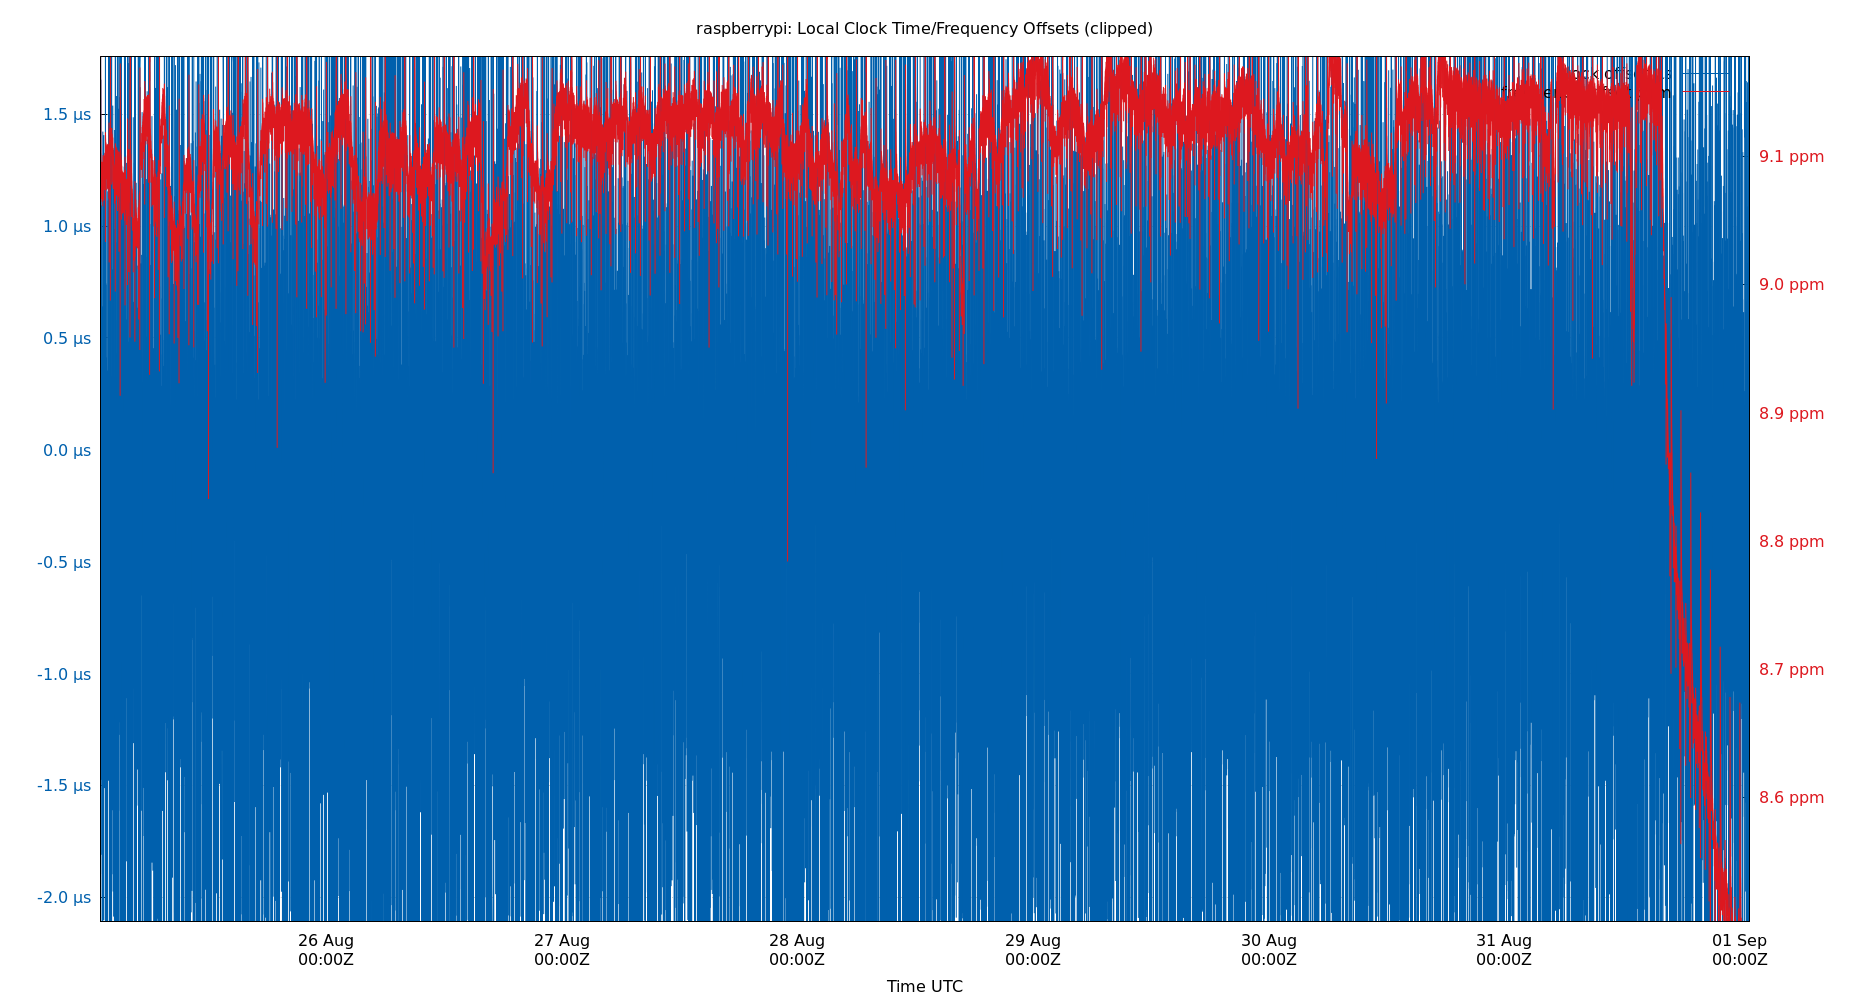 raspberrypi: Local Clock Time/Frequency Offsets (clipped)
1.5 µs
1.0 µs
0.5 µs
0.0 µs
-0.5 µs
-1.0 µs
-1.5 µs
-2.0 µs
9.1 ppm
9.0 ppm
8.9 ppm
8.8 ppm
8.7 ppm
8.6 ppm
26 Aug
00:00Z
27 Aug
00:00Z
28 Aug
00:00Z
29 Aug
00:00Z
30 Aug
00:00Z
31 Aug
00:00Z
01 Sep
00:00Z
Time UTC